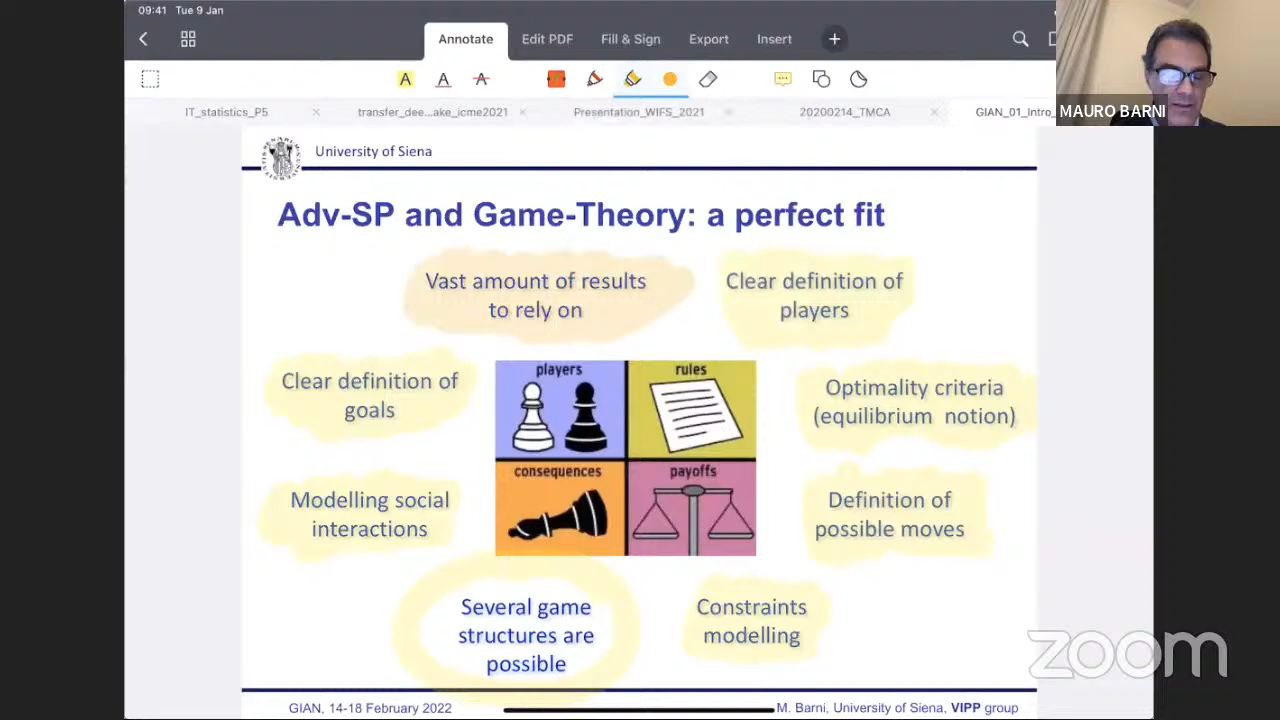 09:41 Tue 9 Jan
Annotate Edit PDF Fill & Sign Export Insert
A A A
IT_statistics_P5 transfer_dee...ake_icme2021 Presentation_WIFS_2021 20200214_TMCA GIAN_01_Intro_
MAURO BARNI
University of Siena
Adv-SP and Game-Theory: a perfect fit
Vast amount of results
to rely on
Clear definition of
players
Clear definition of
goals
players
rules
Optimality criteria
(equilibrium notion)
consequences
payoffs
Modelling social
interactions
Definition of
possible moves
Several game
structures are
possible
Constraints
modelling
zoom
GIAN, 14-18 February 2022
M. Barni, University of Siena, VIPP group